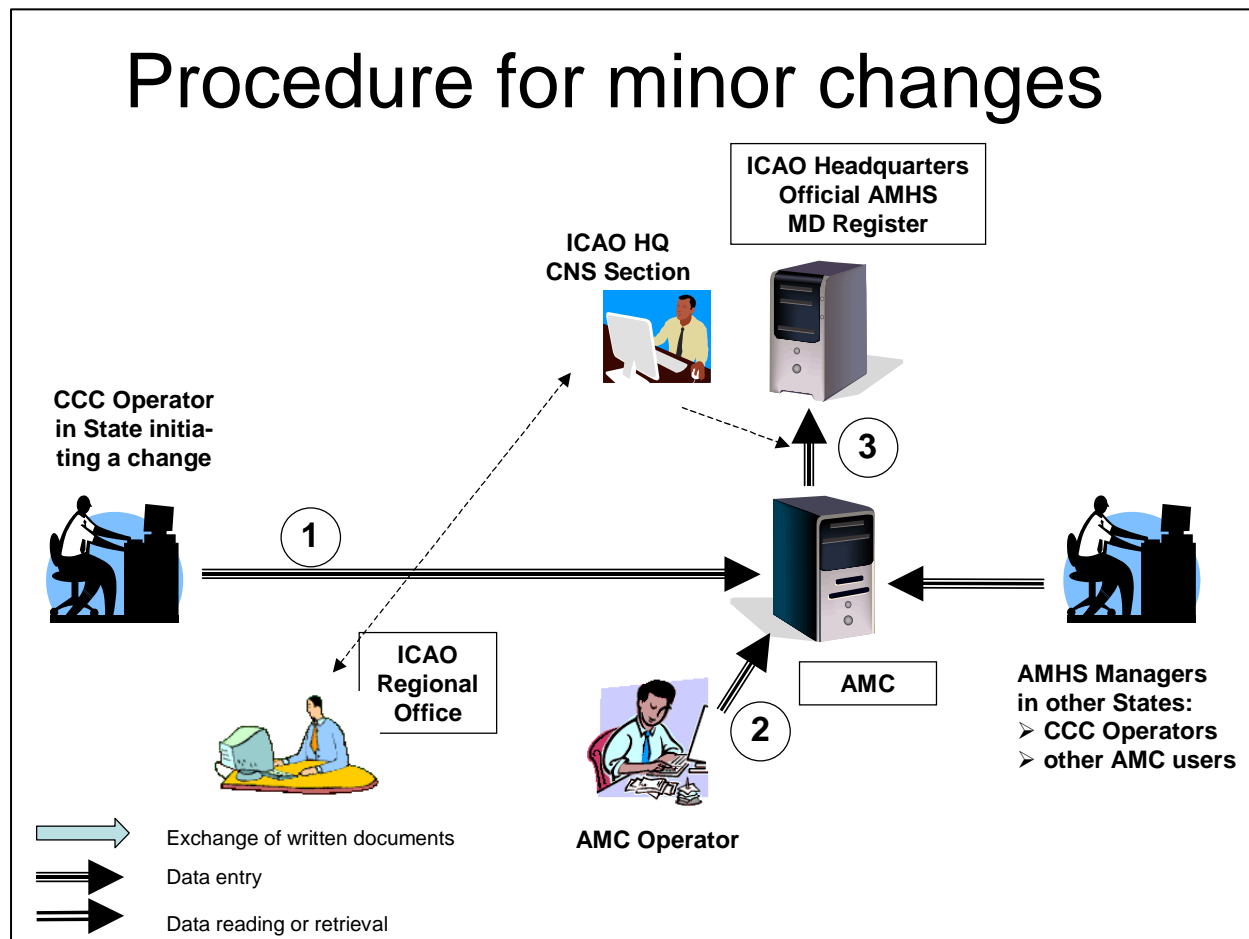 Procedure for minor changes
ICAO Headquarters
Official AMHS
MD Register
ICAO HQ
CNS Section
CCC Operator
in State initia-
ting a change
3
1
ICAO
Regional
Office
2
AMC
AMHS Managers
in other States:
➢ CCC Operators
➢ other AMC users
AMC Operator
Exchange of written documents
Data entry
Data reading or retrieval